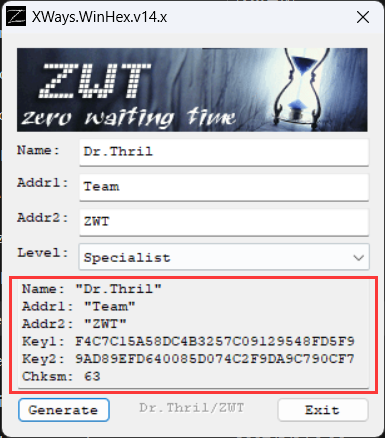 XWays.WinHex.v14.x
ZWT
zero waiting time
Name: Dr.Thril
Addr1: Team
Addr2: ZWT
Level: Specialist
Name: "Dr.Thril"
Addr1: "Team"
Addr2: "ZWT"
Key1: F4C7C15A58DC4B3257C09129548FD5F9
Key2: 9AD89EFD640085D074C2F9DA9C790CF7
Chksm: 63
Generate Dr.Thril/ZWT Exit